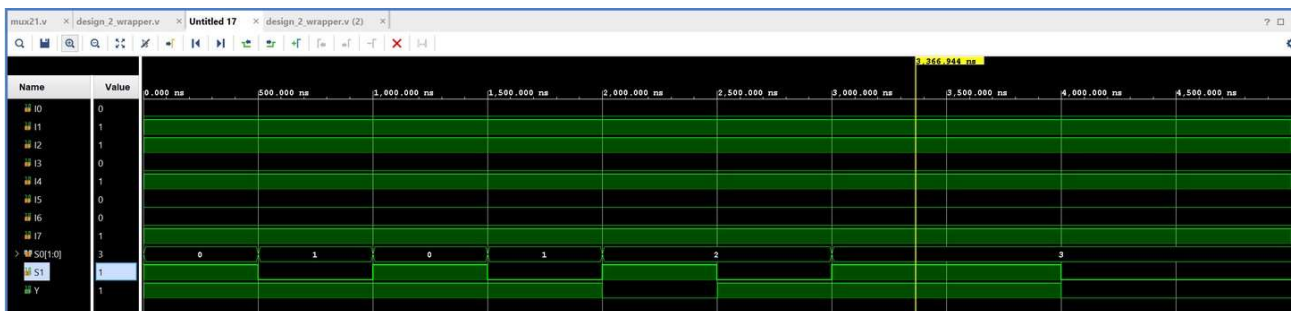 mux21.v × design_2_wrapper.v × Untitled 17 × design_2_wrapper.v (2) × ?
3,366.944 ns
Name Value 0.000 ns 500.000 ns 1,000.000 ns 1,500.000 ns 2,000.000 ns 2,500.000 ns 3,000.000 ns 3,500.000 ns 4,000.000 ns 4,500.000 ns
I0 0
I1 1
I2 1
I3 0
I4 1
I5 0
I6 0
I7 1
S0[1:0] 3 0 1 0 1 2 3
S1 1
Y 1